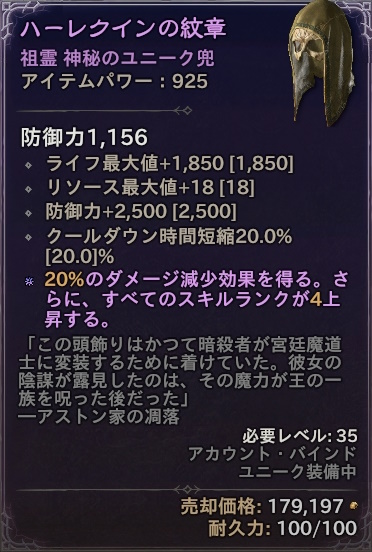 ハーレクインの紋章
祖霊 神秘のユニーク兜
アイテムパワー：925
防御力1,156
ライフ最大値+1,850 [1,850]
リソース最大値+18 [18]
防御力+2,500 [2,500]
クールダウン時間短縮20.0%
[20.0]%
20%のダメージ減少効果を得る。さ
らに、すべてのスキルランクが4上
昇する。
「この頭飾りはかつて暗殺者が宮廷魔道
士に変装するために着けていた。彼女の
陰謀が露見したのは、その魔力が王の一
族を呪った後だった」
―アストン家の凋落
必要レベル: 35
アカウント・バインド
ユニーク装備中
売却価格: 179,197
耐久力: 100/100